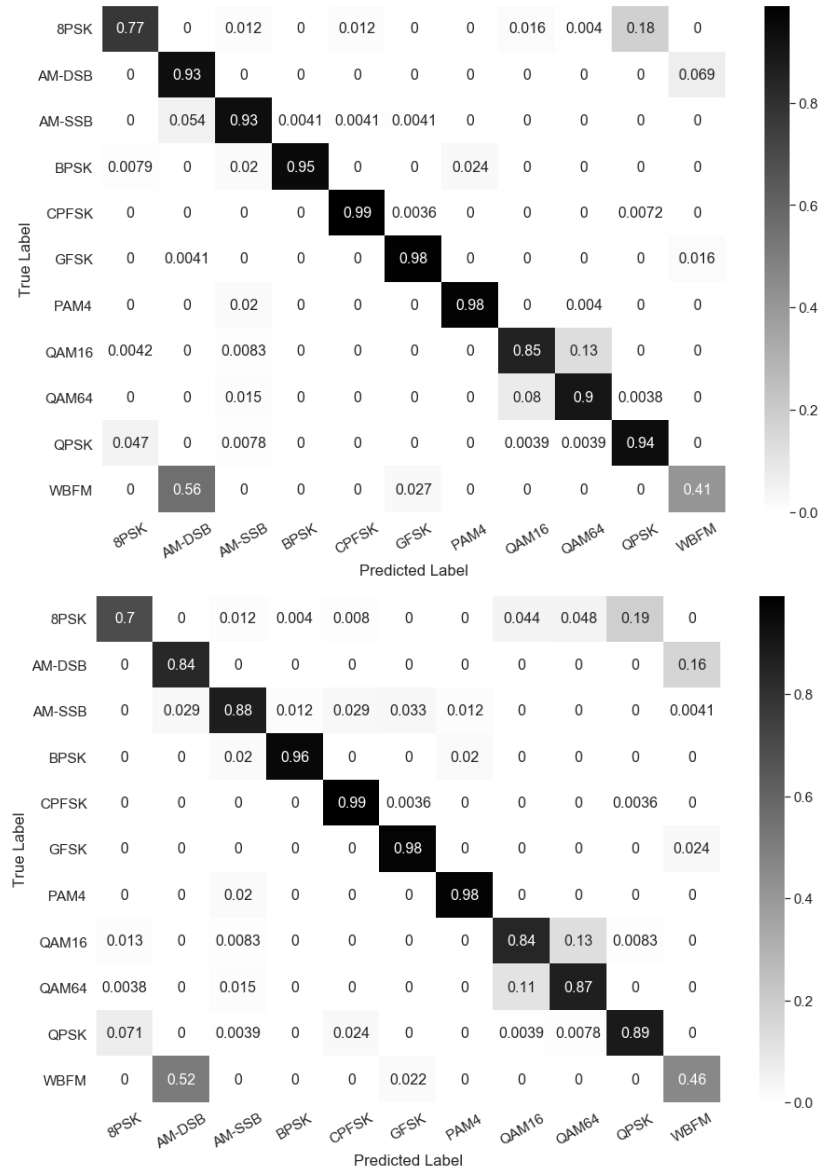 8PSK 0.77 0 0.012 0 0.012 0 0 0.016 0.004 0.18 0
AM-DSB 0 0.93 0 0 0 0 0 0 0 0 0.069
0.8
AM-SSB 0 0.054 0.93 0.0041 0.0041 0.0041 0 0 0 0 0
BPSK 0.0079 0 0.02 0.95 0 0 0.024 0 0 0 0
0.6
CPFSK 0 0 0 0 0.99 0.0036 0 0 0 0.0072 0
True Label
GFSK 0 0.0041 0 0 0 0.98 0 0 0 0 0.016
0.4
PAM4 0 0 0.02 0 0 0 0.98 0 0.004 0 0
QAM16 0.0042 0 0.0083 0 0 0 0 0.85 0.13 0 0
QAM64 0 0 0.015 0 0 0 0 0.08 0.9 0.0038 0
0.2
QPSK 0.047 0 0.0078 0 0 0 0 0.0039 0.0039 0.94 0
WBFM 0 0.56 0 0 0 0.027 0 0 0 0 0.41
0.0
8PSK AM-DSB AM-SSB BPSK CPFSK GFSK PAM4 QAM16 QAM64 QPSK WBFM
Predicted Label
8PSK 0.7 0 0.012 0.004 0.008 0 0 0.044 0.048 0.19 0
AM-DSB 0 0.84 0 0 0 0 0 0 0 0 0.16
0.8
AM-SSB 0 0.029 0.88 0.012 0.029 0.033 0.012 0 0 0 0.0041
BPSK 0 0 0.02 0.96 0 0 0.02 0 0 0 0
0.6
CPFSK 0 0 0 0 0.99 0.0036 0 0 0 0.0036 0
True Label
GFSK 0 0 0 0 0 0.98 0 0 0 0 0.024
0.4
PAM4 0 0 0.02 0 0 0 0.98 0 0 0 0
QAM16 0.013 0 0.0083 0 0 0 0 0.84 0.13 0.0083 0
QAM64 0.0038 0 0.015 0 0 0 0 0.11 0.87 0 0
0.2
QPSK 0.071 0 0.0039 0 0.024 0 0 0.0039 0.0078 0.89 0
WBFM 0 0.52 0 0 0 0.022 0 0 0 0 0.46
0.0
8PSK AM-DSB AM-SSB BPSK CPFSK GFSK PAM4 QAM16 QAM64 QPSK WBFM
Predicted Label